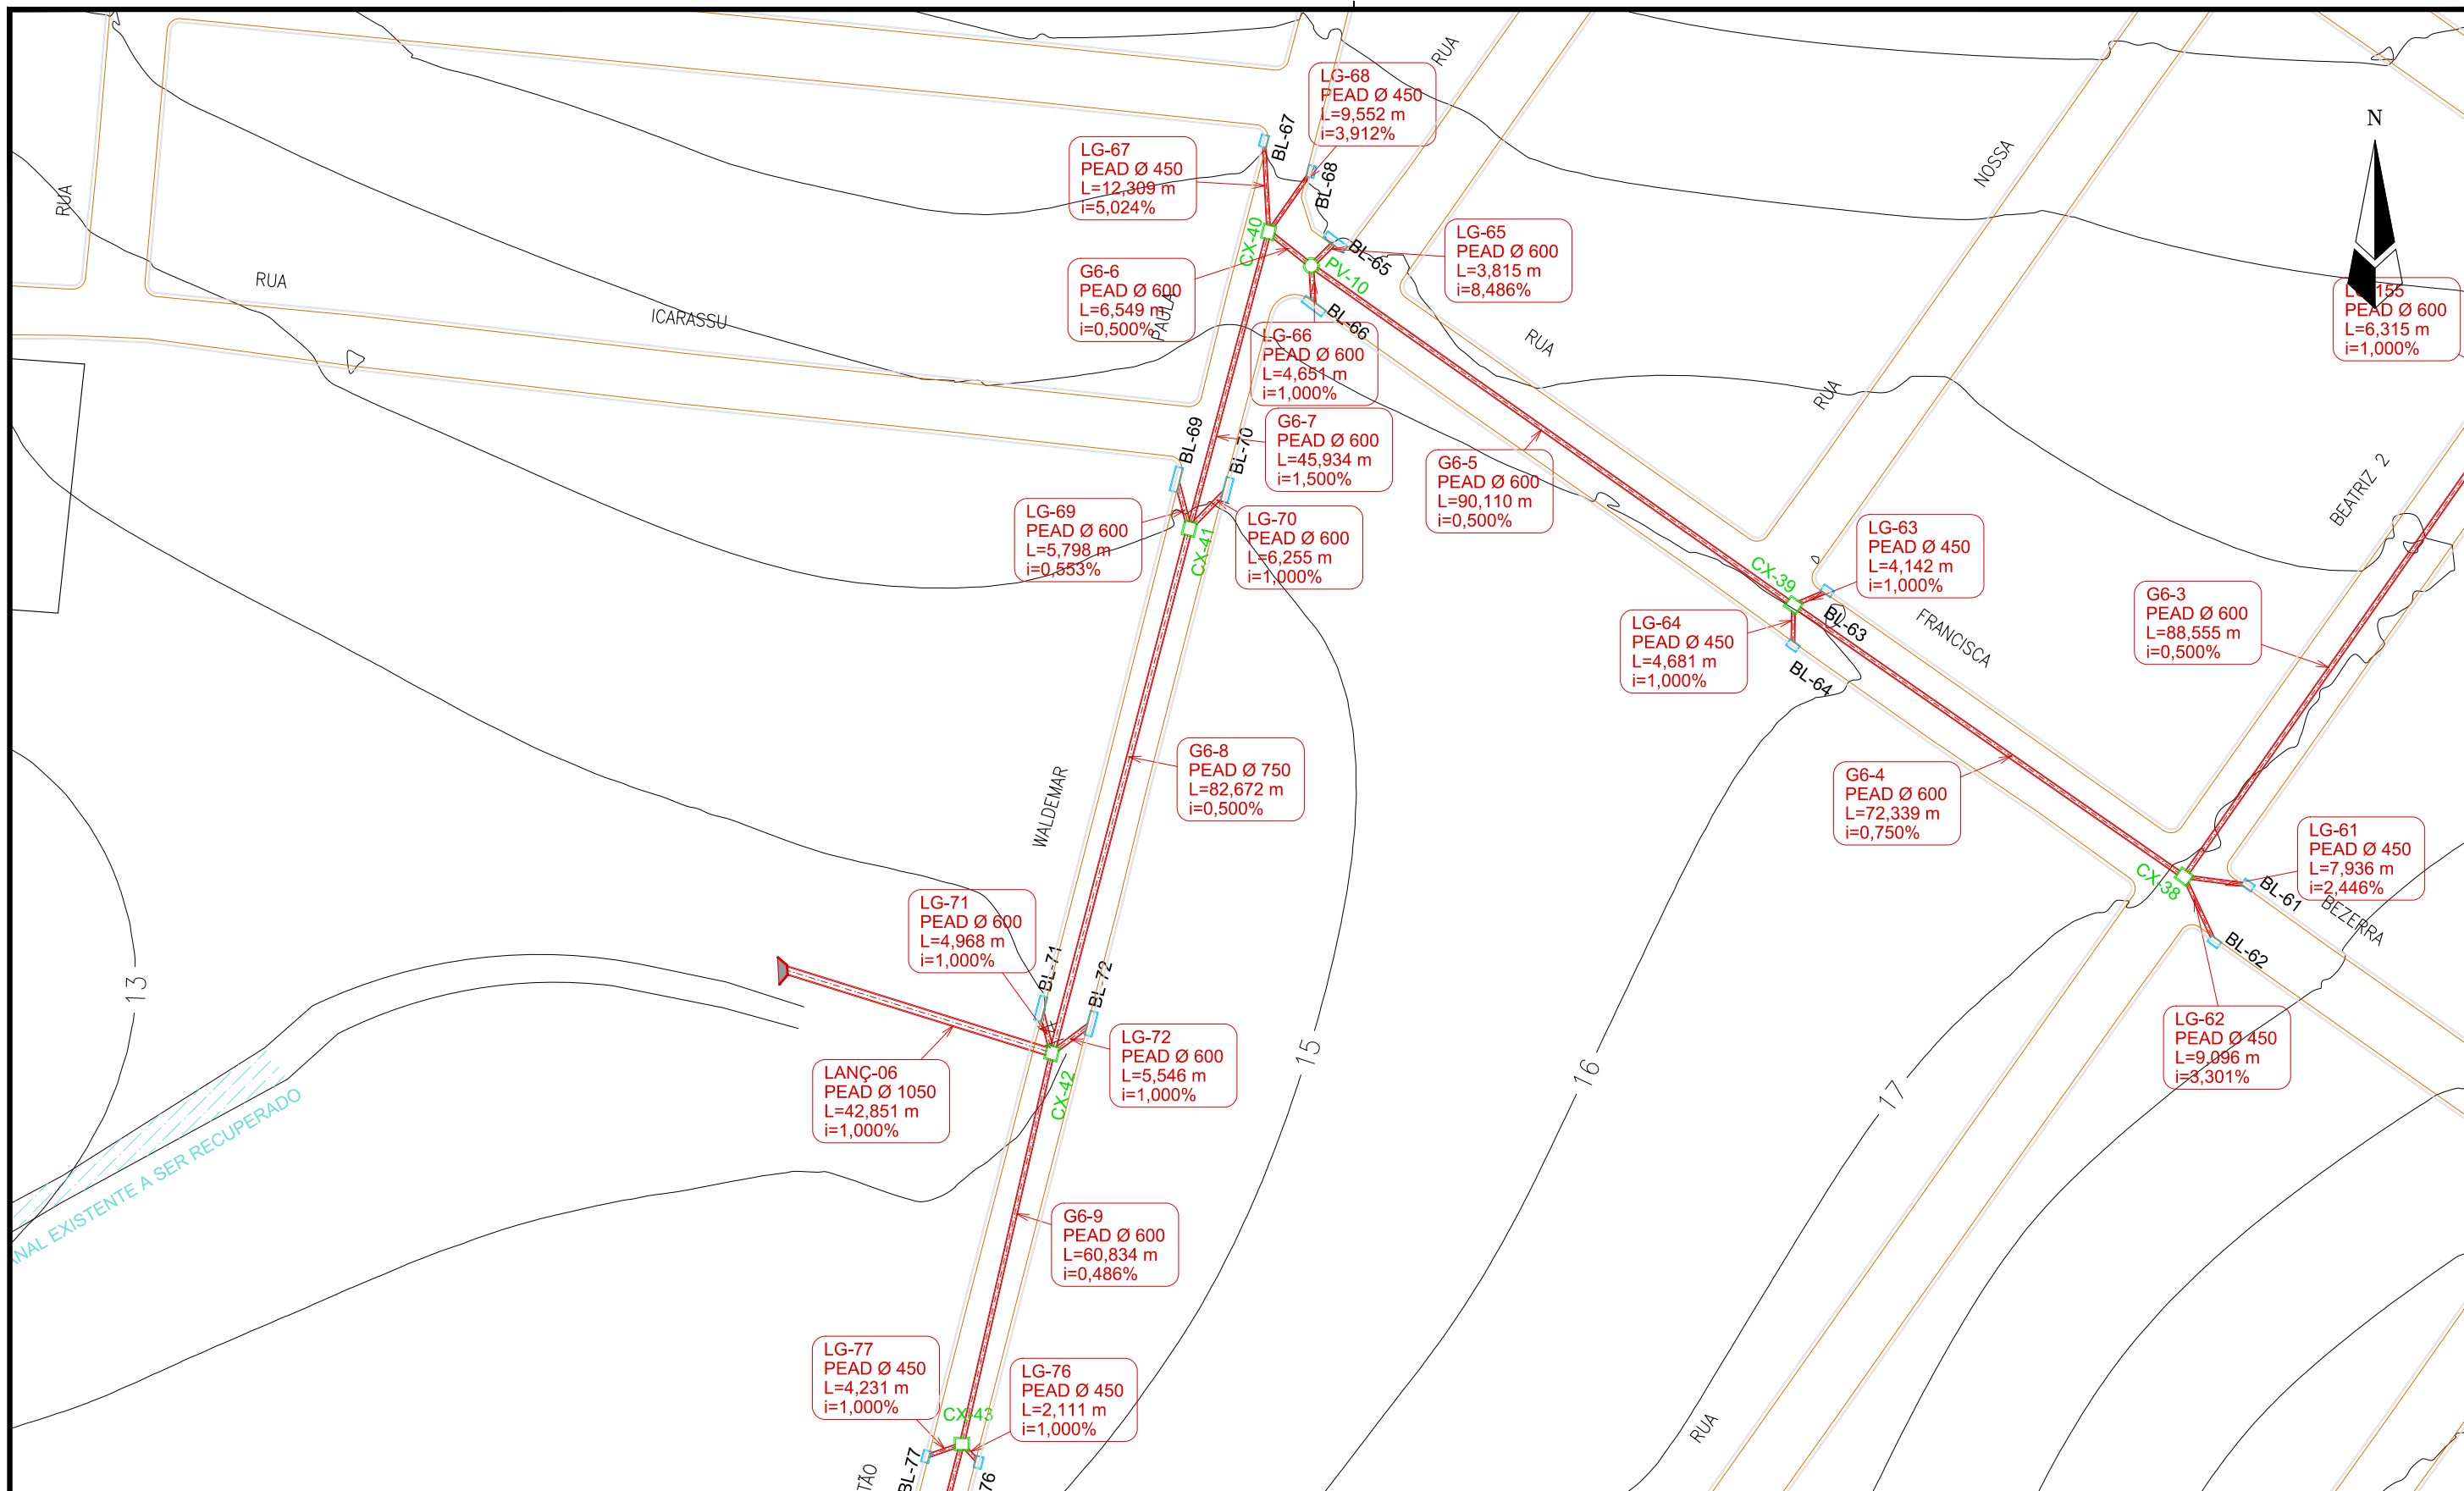 RUA
NOSSA
N
LG-68
PEAD Ø 450
L=9,552 m
i=3,912%
BL-67
BL-68
LG-67
PEAD Ø 450
L=12,309 m
i=5,024%
RUA
CX-40
LG-65
PEAD Ø 600
L=3,815 m
i=8,486%
BL-65
PV-10
G6-6
PEAD Ø 600
L=6,549 m
i=0,500%
PAULA
RUA
ICARASSU
BL-66
LG-66
PEAD Ø 600
L=4,651 m
i=1,000%
RUA
RUA
PEAD Ø 600
L=6,315 m
i=1,000%
G6-7
PEAD Ø 600
L=45,934 m
i=1,500%
BL-69
BL-70
G6-5
PEAD Ø 600
L=90,110 m
i=0,500%
BEATRIZ 2
LG-69
PEAD Ø 600
L=5,798 m
i=0,553%
CX-41
LG-70
PEAD Ø 600
L=6,255 m
i=1,000%
LG-63
PEAD Ø 450
L=4,142 m
i=1,000%
CX-39
BL-63
FRANCISCA
LG-64
PEAD Ø 450
L=4,681 m
i=1,000%
BL-64
G6-3
PEAD Ø 600
L=88,555 m
i=0,500%
G6-8
PEAD Ø 750
L=82,672 m
i=0,500%
WALDEMAR
G6-4
PEAD Ø 600
L=72,339 m
i=0,750%
LG-61
PEAD Ø 450
L=7,936 m
i=2,446%
CX-38
BL-61
BEZERRA
BL-62
LG-71
PEAD Ø 600
L=4,968 m
i=1,000%
BL-71
BL-72
13
15
16
17
LG-62
PEAD Ø 450
L=9,096 m
i=3,301%
LG-72
PEAD Ø 600
L=5,546 m
i=1,000%
CX-42
LANÇ-06
PEAD Ø 1050
L=42,851 m
i=1,000%
ANAL EXISTENTE A SER RECUPERADO
G6-9
PEAD Ø 600
L=60,834 m
i=0,486%
LG-77
PEAD Ø 450
L=4,231 m
i=1,000%
CX-43
LG-76
PEAD Ø 450
L=2,111 m
i=1,000%
BL-77
76
TÃO
RUA